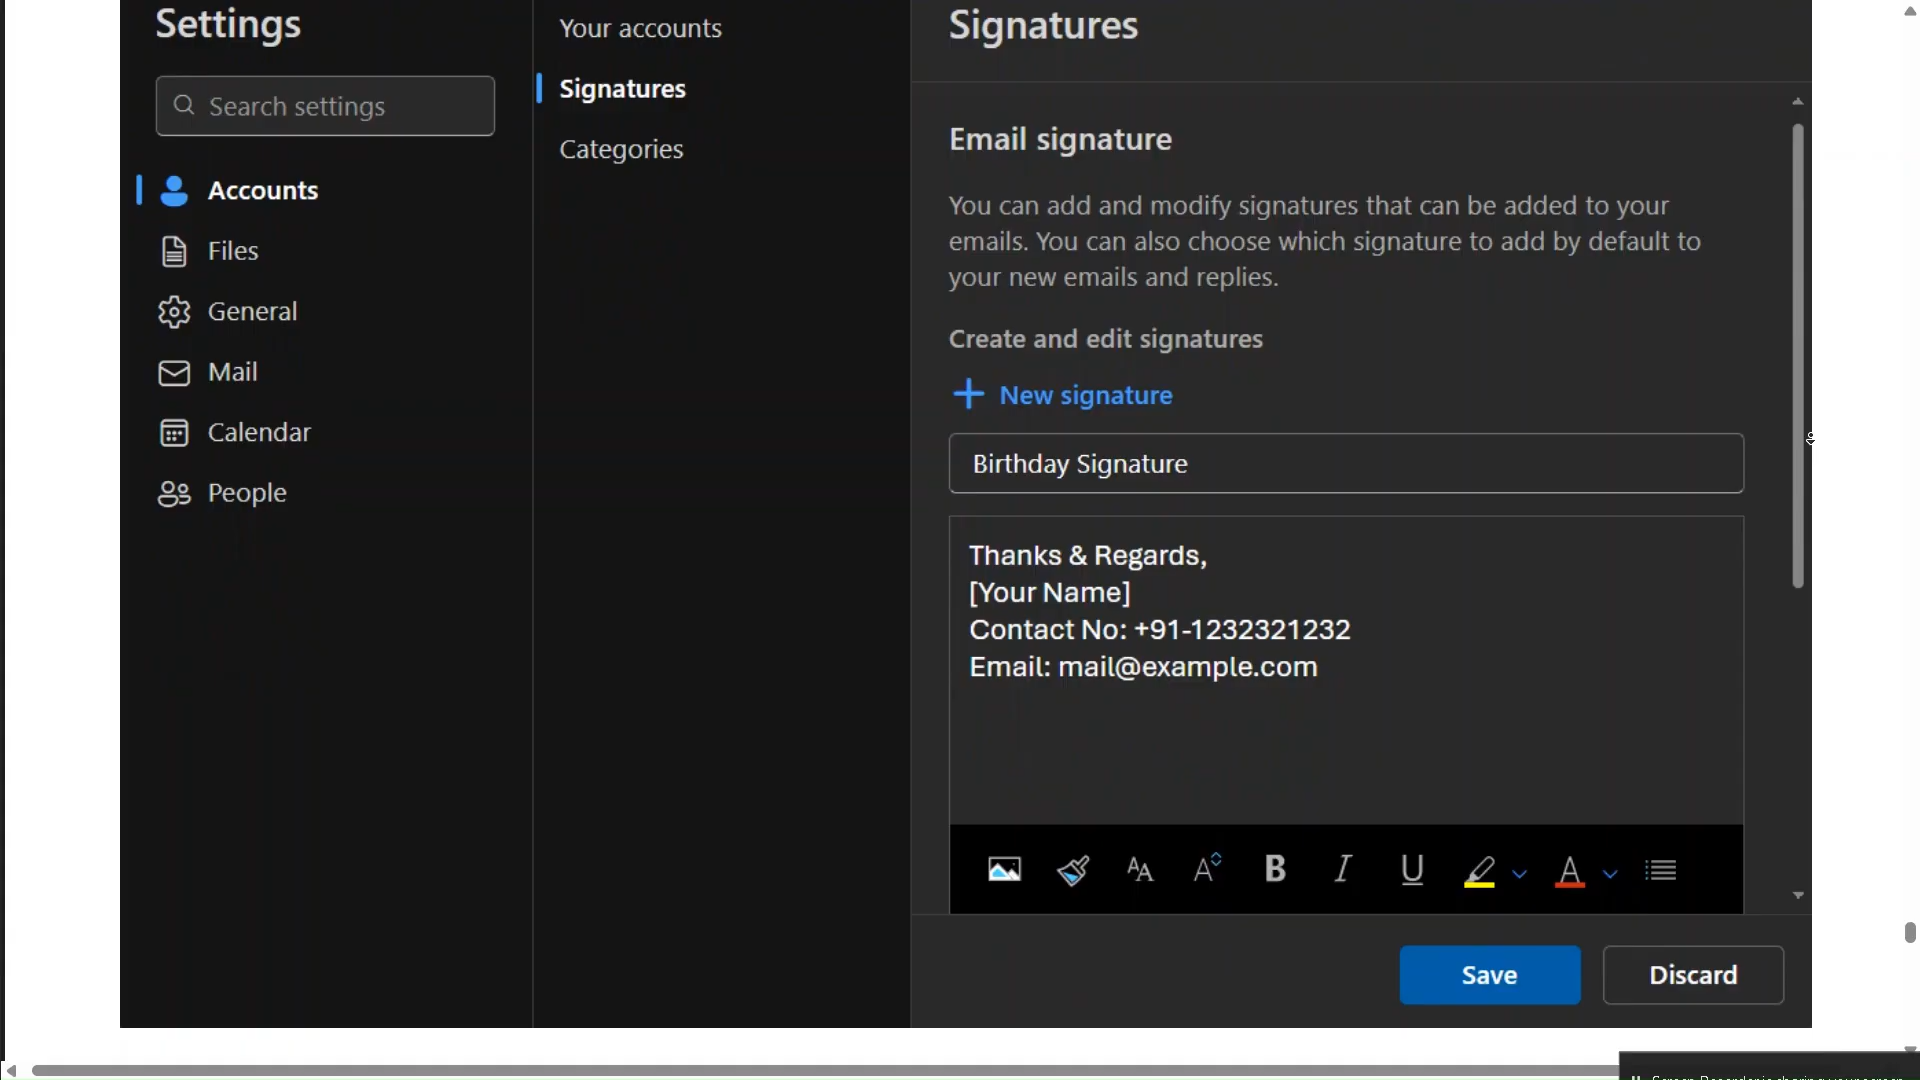 Settings
Search settings
Accounts
Files
General
Mail
Calendar
People
Your accounts
Signatures
Categories
Signatures
Email signature
You can add and modify signatures that can be added to your
emails. You can also choose which signature to add by default to
your new emails and replies.
Create and edit signatures
New signature
Birthday Signature
Thanks & Regards,
[Your Name]
Contact No: +91-1232321232
Email: mail@example.com
Save
Discard